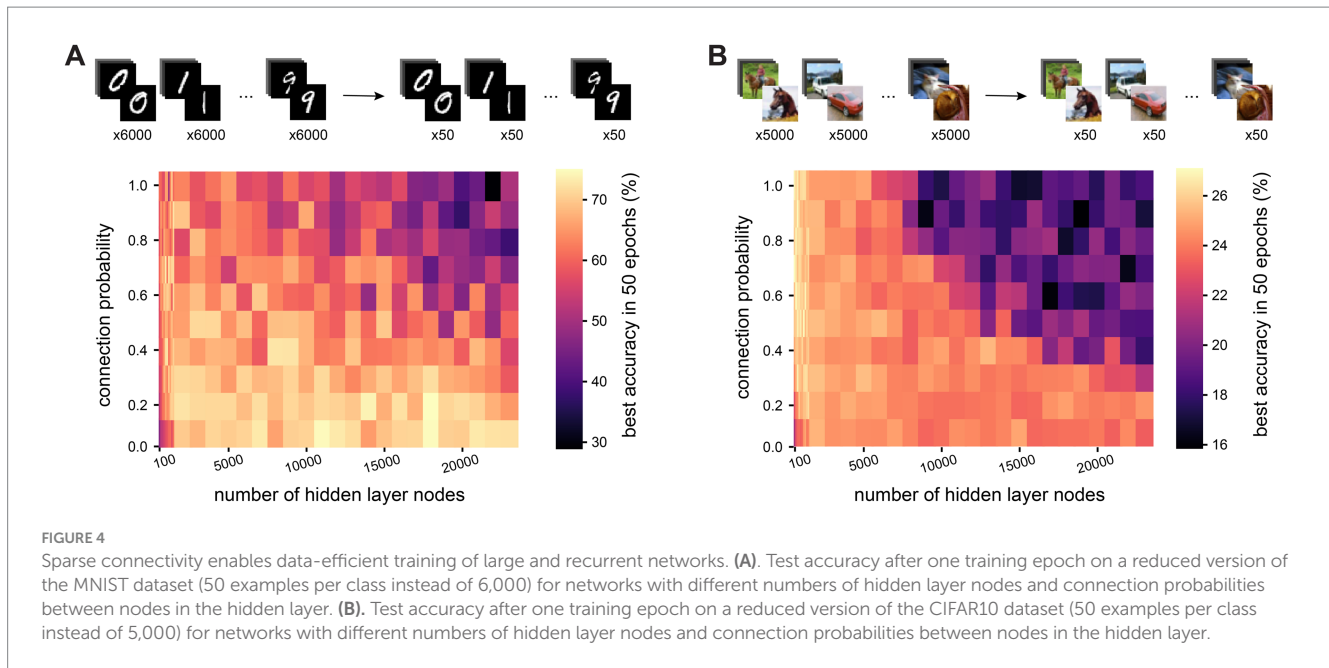 A
B
... 
...
...
...
x6000 x6000 x6000 x50 x50 x50
x5000 x5000 x5000 x50 x50 x50
connection probability
1.0
0.8
0.6
0.4
0.2
0.0
100 5000 10000 15000 20000
number of hidden layer nodes
70
60
50
40
30
best accuracy in 50 epochs (%)
connection probability
1.0
0.8
0.6
0.4
0.2
0.0
100 5000 10000 15000 20000
number of hidden layer nodes
26
24
22
20
18
16
best accuracy in 50 epochs (%)
FIGURE 4
Sparse connectivity enables data-efficient training of large and recurrent networks. (A). Test accuracy after one training epoch on a reduced version of
the MNIST dataset (50 examples per class instead of 6,000) for networks with different numbers of hidden layer nodes and connection probabilities
between nodes in the hidden layer. (B). Test accuracy after one training epoch on a reduced version of the CIFAR10 dataset (50 examples per class
instead of 5,000) for networks with different numbers of hidden layer nodes and connection probabilities between nodes in the hidden layer.